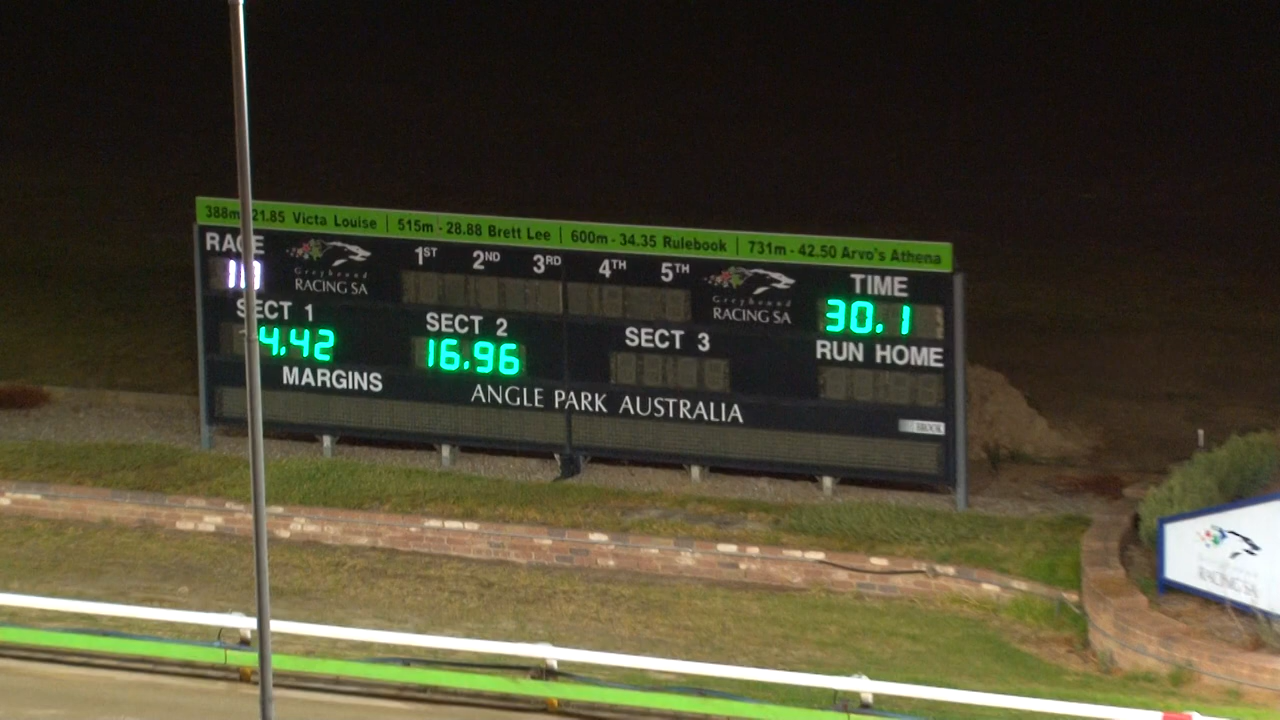 388m 21.85 Victa Louise | 515m - 28.88 Brett Lee | 600m - 34.35 Rulebook | 731m - 42.50 Arvo's Athena
RACE
1ST 2ND 3RD 4TH 5TH
TIME
Greyhound
RACING SA
Greyhound
RACING SA
30.1
SECT 1
4.42
SECT 2
16.96
SECT 3
RUN HOME
MARGINS
ANGLE PARK AUSTRALIA
RACING SA